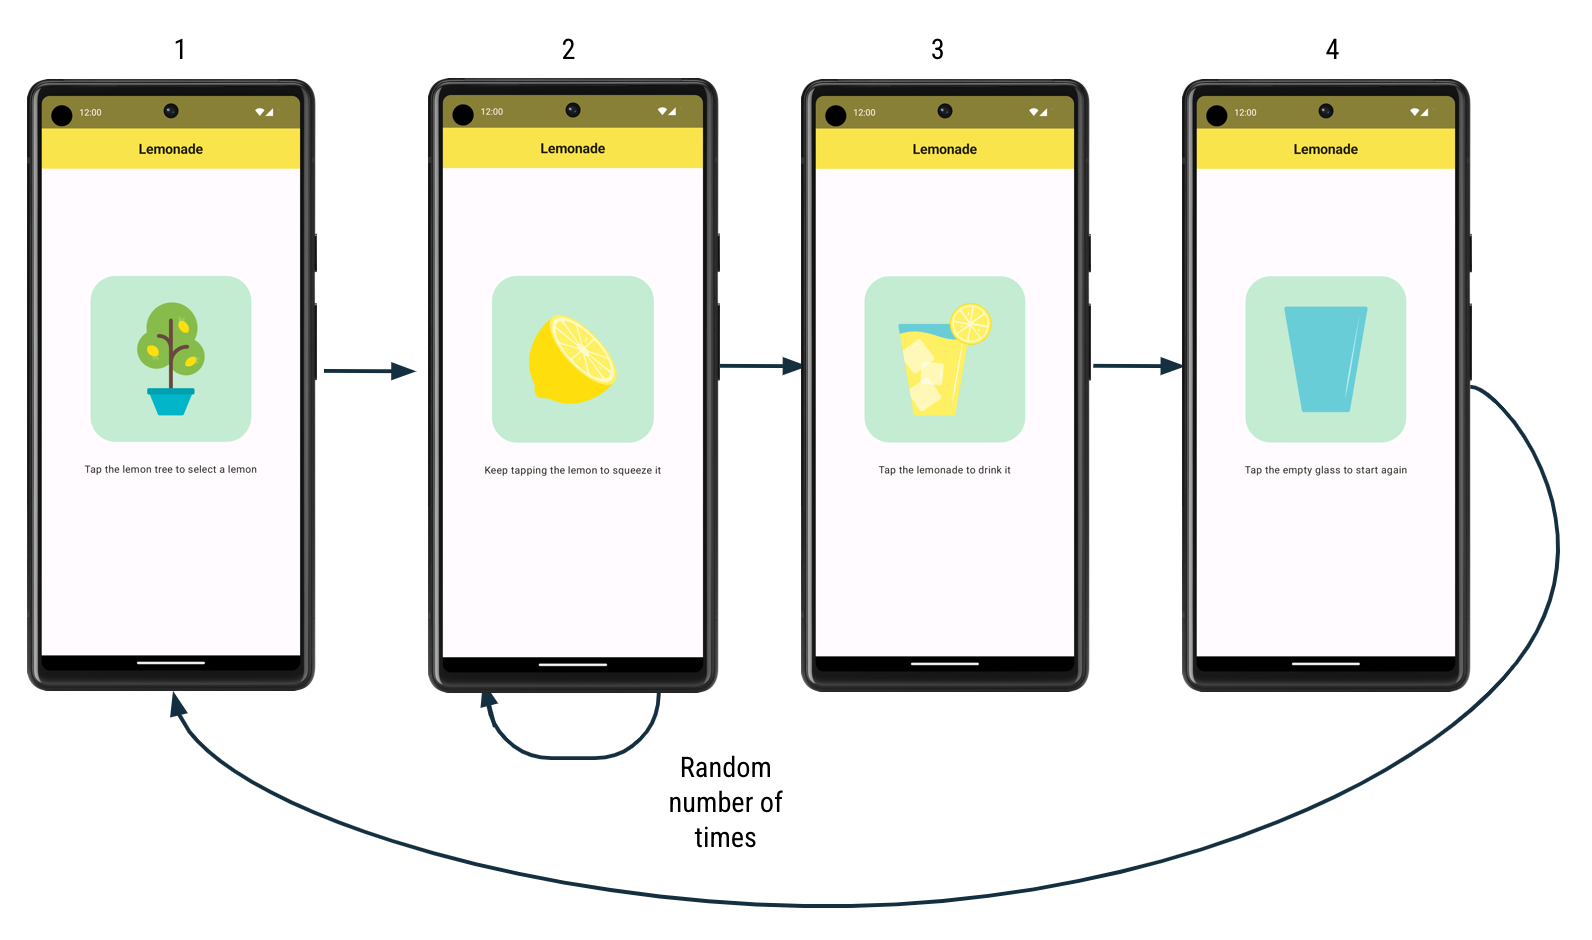 1
2
3
4
12:00
Lemonade
Tap the lemon tree to select a lemon
12:00
Lemonade
Keep tapping the lemon to squeeze it
12:00
Lemonade
Tap the lemonade to drink it
12:00
Lemonade
Tap the empty glass to start again
Random
number of
times